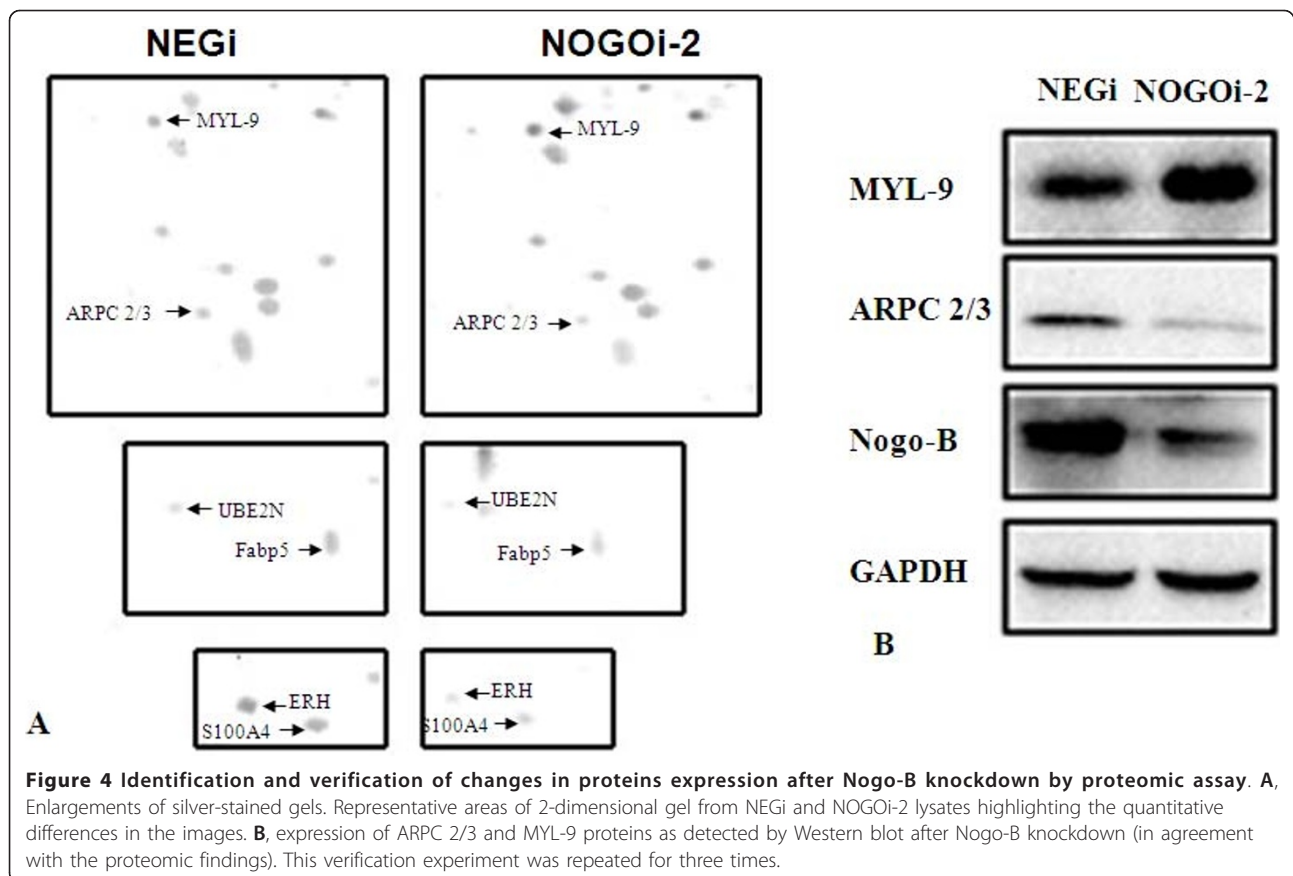 NEGi NOGOi-2
MYL-9 MYL-9
ARPC 2/3 ARPC 2/3
UBE2N UBE2N
Fabp5 Fabp5
ERH ERH
S100A4 S100A4
A
NEGi NOGOi-2
MYL-9
ARPC 2/3
Nogo-B
GAPDH
B
Figure 4 Identification and verification of changes in proteins expression after Nogo-B knockdown by proteomic assay. A,
Enlargements of silver-stained gels. Representative areas of 2-dimensional gel from NEGi and NOGOi-2 lysates highlighting the quantitative
differences in the images. B, expression of ARPC 2/3 and MYL-9 proteins as detected by Western blot after Nogo-B knockdown (in agreement
with the proteomic findings). This verification experiment was repeated for three times.